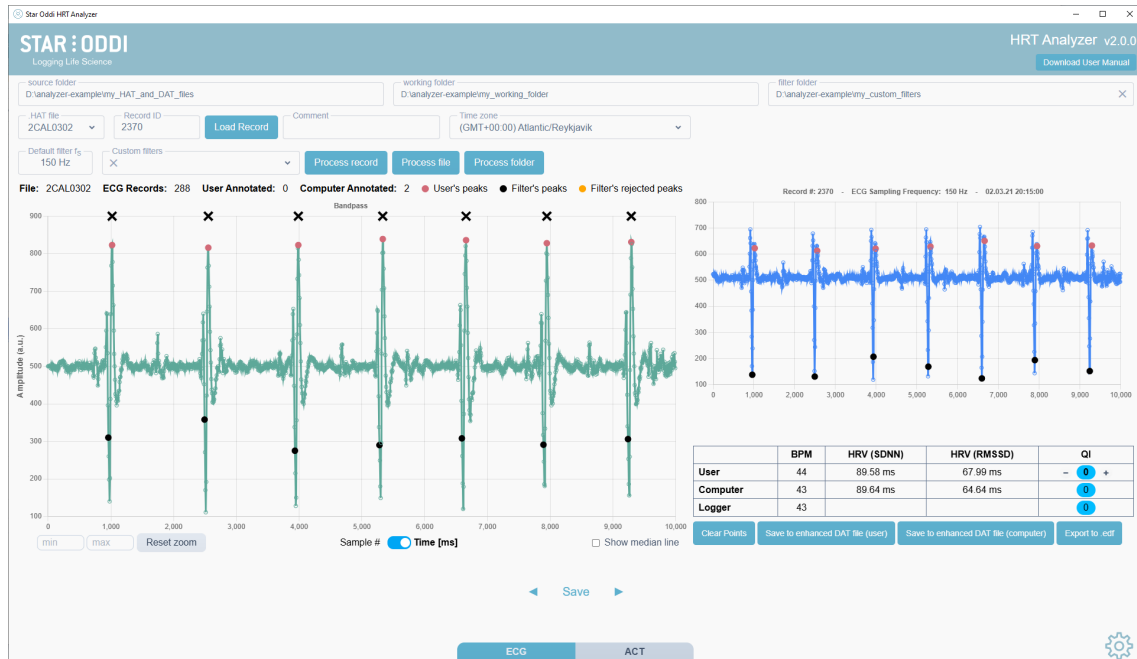 Star Oddi HRT Analyzer
STAR:ODDI
Logging Life Science
HRT Analyzer v2.0.0
Download User Manual
source folder
D:\analyzer-example\my_HAT_and_DAT_files
working folder
D:\analyzer-example\my_working_folder
filter folder
D:\analyzer-example\my_custom_filters
.HAT file
2CAL0302
Record ID
2370
Load Record
Comment
Time zone
(GMT+00:00) Atlantic/Reykjavik
Default filter fS
150 Hz
Custom filters
Process record
Process file
Process folder
File: 2CAL0302 ECG Records: 288 User Annotated: 0 Computer Annotated: 2 User's peaks Filter's peaks Filter's rejected peaks
Bandpass
Amplitude (a.u.)
900
800
700
600
500
400
300
200
100
0 1,000 2,000 3,000 4,000 5,000 6,000 7,000 8,000 9,000 10,000
min
max
Reset zoom
Sample # Time [ms]
Show median line
Record #: 2370 - ECG Sampling Frequency: 150 Hz - 02.03.21 20:15:00
800
700
600
500
400
300
200
100
0 1,000 2,000 3,000 4,000 5,000 6,000 7,000 8,000 9,000 10,000
BPM HRV (SDNN) HRV (RMSSD) QI
User 44 89.58 ms 67.99 ms - 0 +
Computer 43 89.64 ms 64.64 ms 0
Logger 43 0
Clear Points
Save to enhanced DAT file (user)
Save to enhanced DAT file (computer)
Export to .edf
Save
ECG
ACT